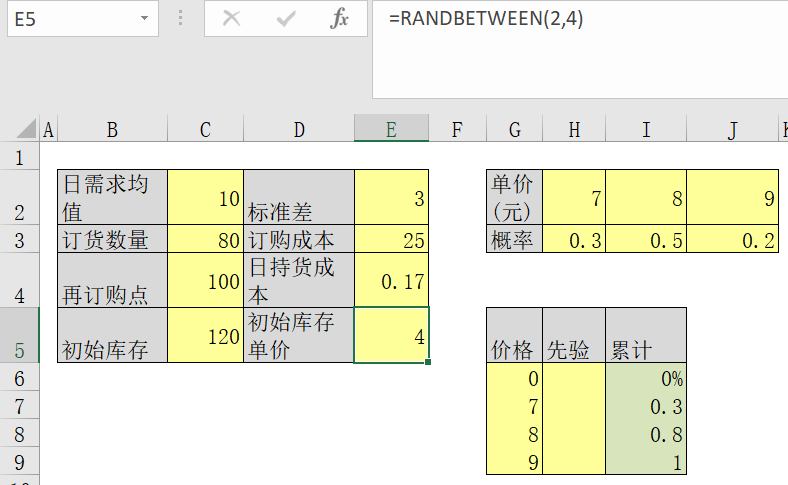 E5 =RANDBETWEEN(2,4)
fx
A B C D E F G H I J
1
日需求均
值 10 标准差 3 单价
(元) 7 8 9
2
3 订货数量 80 订购成本 25 概率 0.3 0.5 0.2
4 再订购点 100 日持货成
本 0.17
5 初始库存 120 初始库存
单价 4 价格 先验 累计
6 0 0%
7 7 0.3
8 8 0.8
9 9 1